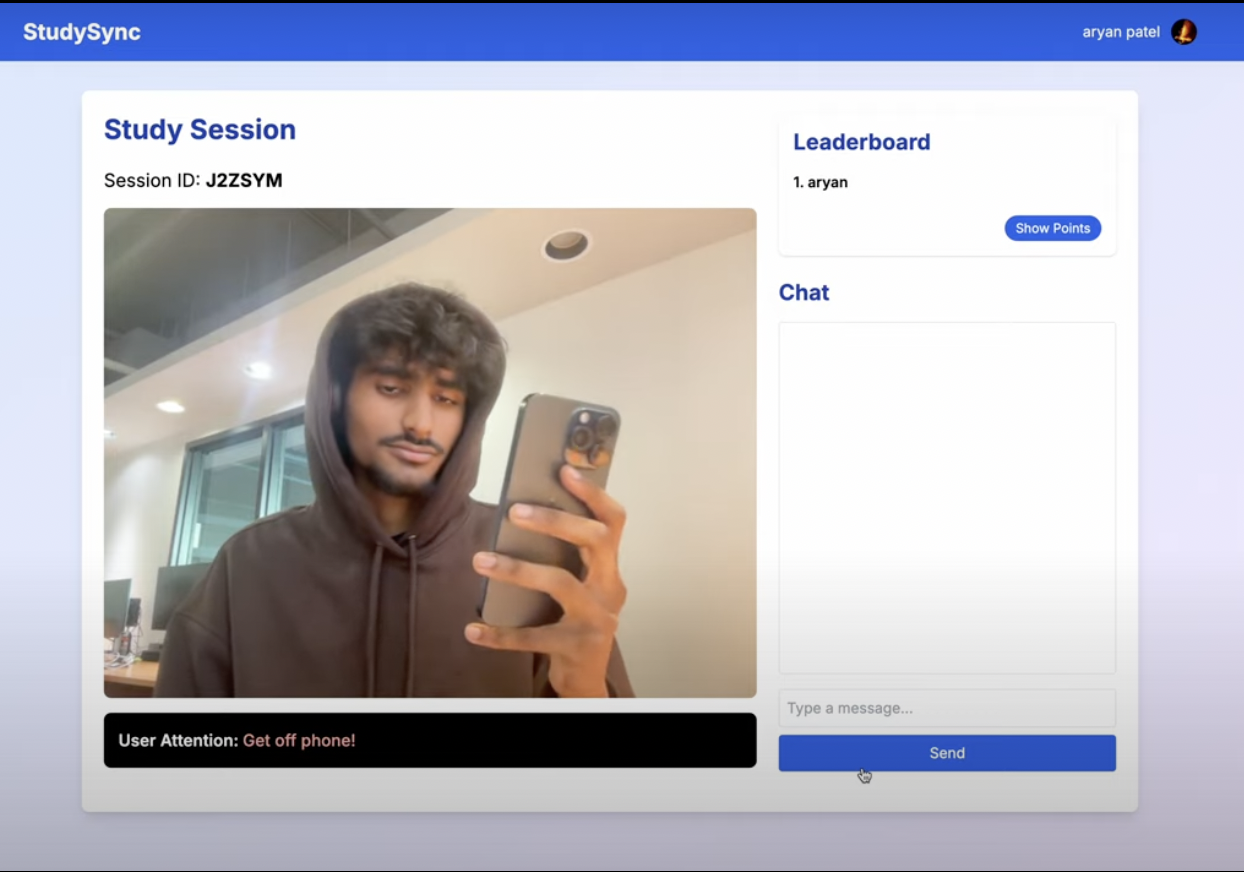 StudySync
aryan patel
Study Session
Session ID: J2ZSYM
User Attention: Get off phone!
Leaderboard
1. aryan
Show Points
Chat
Type a message...
Send